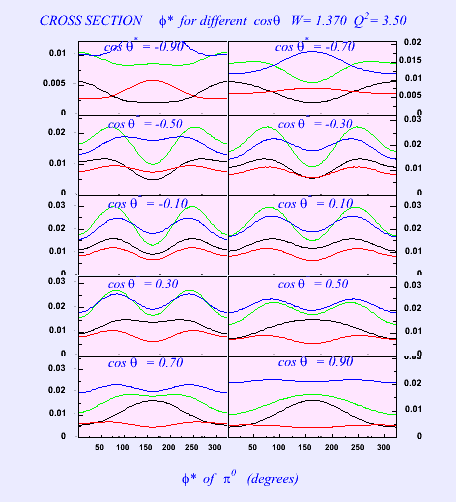 CROSS SECTION ϕ* for different cosθ W= 1.370 Q² = 3.50
cos θ* = -0.90 cos θ* = -0.70
0.01 0.005 0 0.02 0.015 0.01 0.005 0
cos θ* = -0.50 cos θ* = -0.30
0.02 0.01 0 0.03 0.02 0.01 0
cos θ* = -0.10 cos θ* = 0.10
0.03 0.02 0.01 0 0.03 0.02 0.01 0
cos θ = 0.30 cos θ = 0.50
0.03 0.02 0.01 0 0.03 0.02 0.01 0
cos θ = 0.70 cos θ = 0.90
0.03 0.02 0.01 0 0.02 0.01 0
50 100 150 200 250 300 50 100 150 200 250 300
ϕ* of π⁰ (degrees)